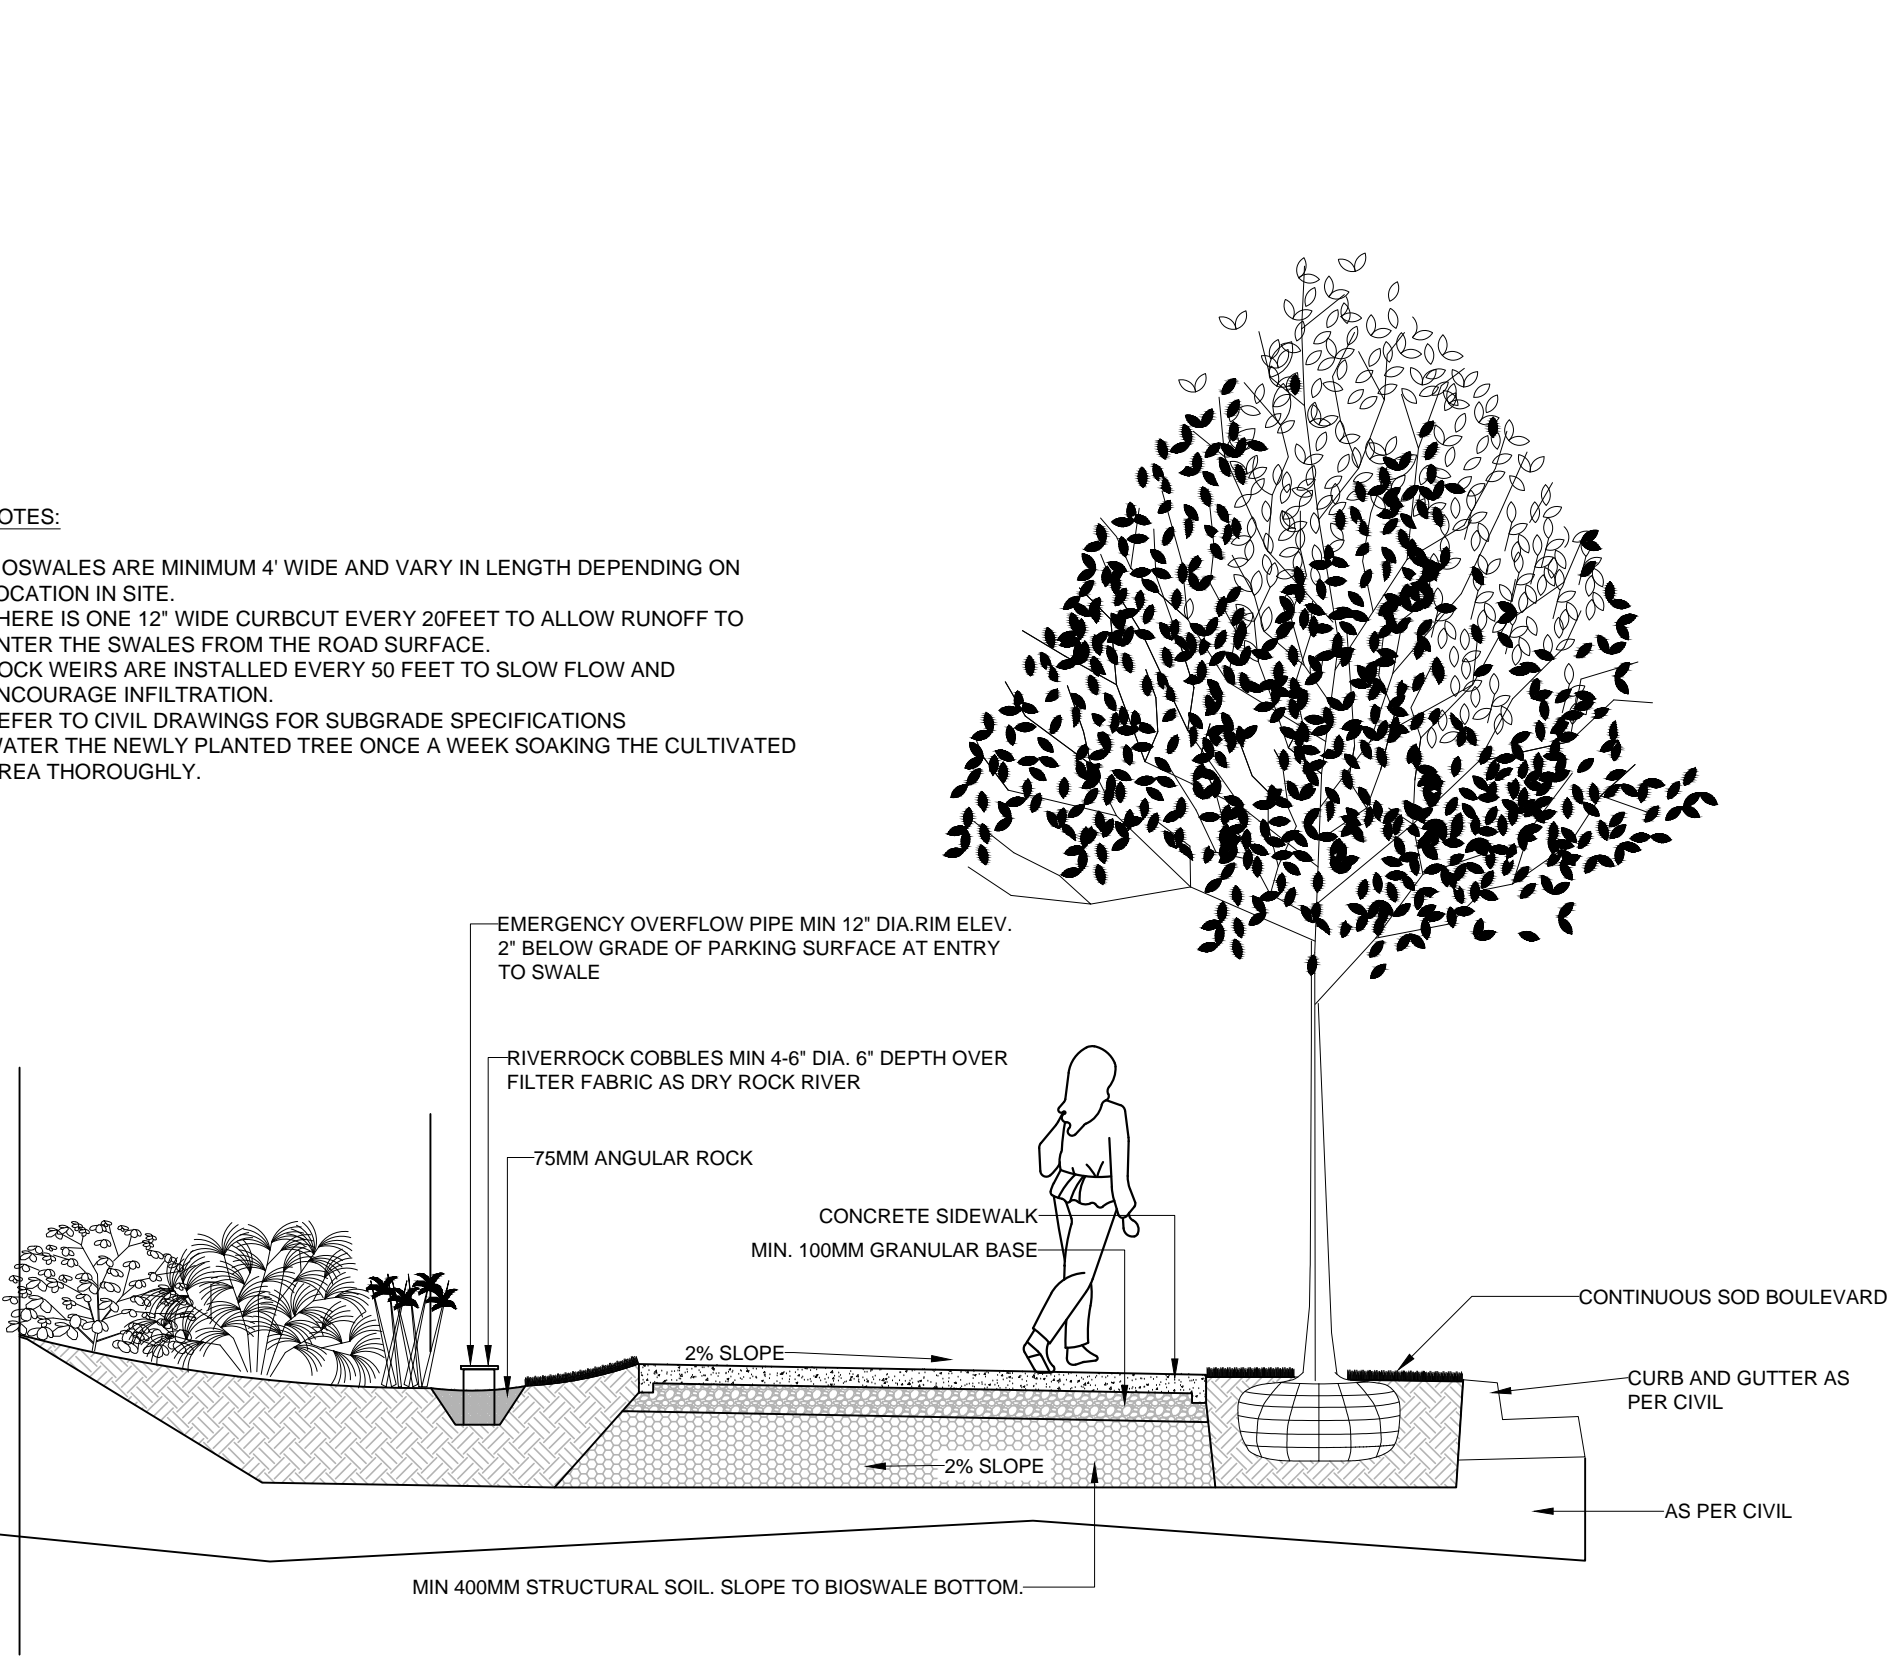 OTES:
OSWALES ARE MINIMUM 4' WIDE AND VARY IN LENGTH DEPENDING ON
OCATION IN SITE.
HERE IS ONE 12" WIDE CURBCUT EVERY 20FEET TO ALLOW RUNOFF TO
NTER THE SWALES FROM THE ROAD SURFACE.
OCK WEIRS ARE INSTALLED EVERY 50 FEET TO SLOW FLOW AND
NCOURAGE INFILTRATION.
EFER TO CIVIL DRAWINGS FOR SUBGRADE SPECIFICATIONS
ATER THE NEWLY PLANTED TREE ONCE A WEEK SOAKING THE CULTIVATED
REA THOROUGHLY.
EMERGENCY OVERFLOW PIPE MIN 12" DIA.RIM ELEV.
2" BELOW GRADE OF PARKING SURFACE AT ENTRY
TO SWALE
RIVERROCK COBBLES MIN 4-6" DIA. 6" DEPTH OVER
FILTER FABRIC AS DRY ROCK RIVER
75MM ANGULAR ROCK
CONCRETE SIDEWALK
MIN. 100MM GRANULAR BASE
CONTINUOUS SOD BOULEVARD
2% SLOPE
CURB AND GUTTER AS
PER CIVIL
2% SLOPE
AS PER CIVIL
MIN 400MM STRUCTURAL SOIL. SLOPE TO BIOSWALE BOTTOM.